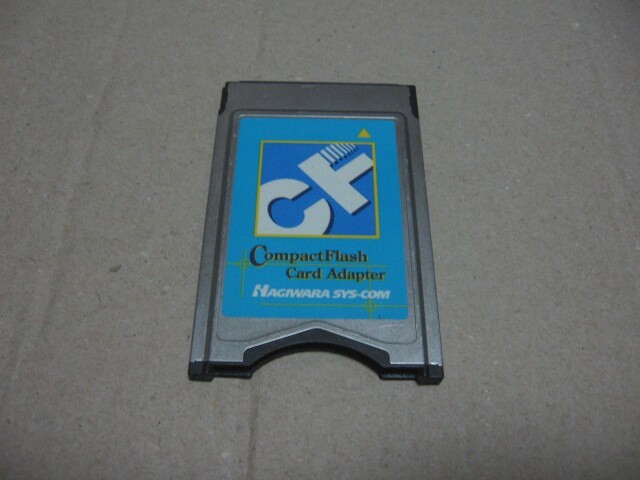 CF
CompactFlash
Card Adapter
HAGIWARA SYS-COM